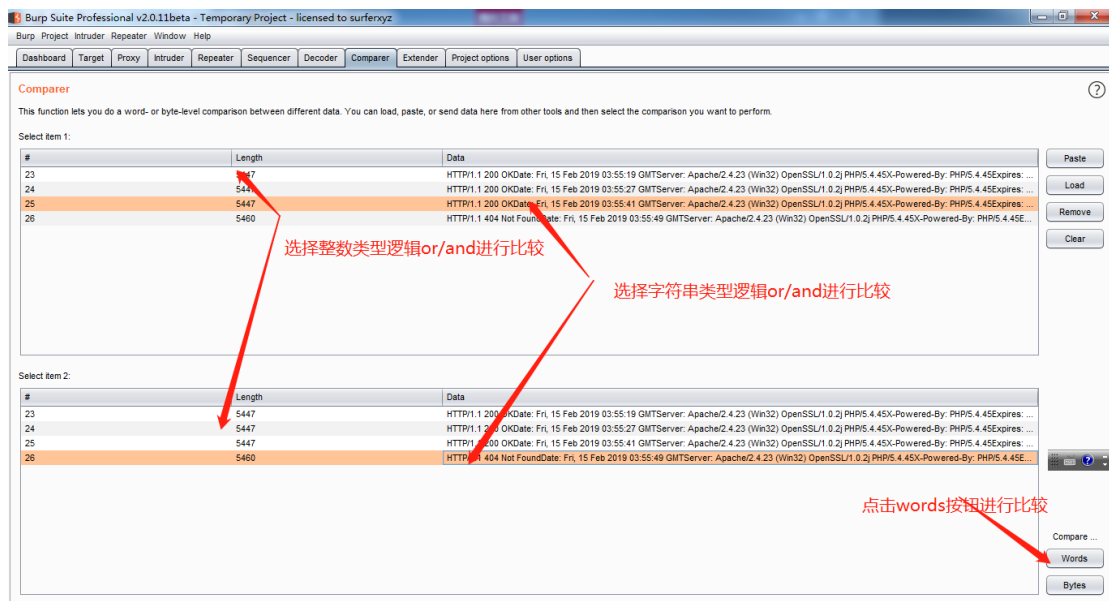 Burp Suite Professional v2.0.11beta - Temporary Project - licensed to surferxyz
Burp Project Intruder Repeater Window Help
Dashboard Target Proxy Intruder Repeater Sequencer Decoder Comparer Extender Project options User options
Comparer
This function lets you do a word- or byte-level comparison between different data. You can load, paste, or send data here from other tools and then select the comparison you want to perform.
Select item 1:
# Length Data
23 5447 HTTP/1.1 200 OKDate: Fri, 15 Feb 2019 03:55:19 GMTServer: Apache/2.4.23 (Win32) OpenSSL/1.0.2j PHP/5.4.45X-Powered-By: PHP/5.4.45Expires: ...
24 5447 HTTP/1.1 200 OKDate: Fri, 15 Feb 2019 03:55:27 GMTServer: Apache/2.4.23 (Win32) OpenSSL/1.0.2j PHP/5.4.45X-Powered-By: PHP/5.4.45Expires: ...
25 5447 HTTP/1.1 200 OKDate: Fri, 15 Feb 2019 03:55:41 GMTServer: Apache/2.4.23 (Win32) OpenSSL/1.0.2j PHP/5.4.45X-Powered-By: PHP/5.4.45Expires: ...
26 5460 HTTP/1.1 404 Not FoundDate: Fri, 15 Feb 2019 03:55:49 GMTServer: Apache/2.4.23 (Win32) OpenSSL/1.0.2j PHP/5.4.45X-Powered-By: PHP/5.4.45E...
Paste
Load
Remove
Clear
选择整数类型逻辑or/and进行比较
选择字符串类型逻辑or/and进行比较
Select item 2:
# Length Data
23 5447 HTTP/1.1 200 OKDate: Fri, 15 Feb 2019 03:55:19 GMTServer: Apache/2.4.23 (Win32) OpenSSL/1.0.2j PHP/5.4.45X-Powered-By: PHP/5.4.45Expires: ...
24 5447 HTTP/1.1 200 OKDate: Fri, 15 Feb 2019 03:55:27 GMTServer: Apache/2.4.23 (Win32) OpenSSL/1.0.2j PHP/5.4.45X-Powered-By: PHP/5.4.45Expires: ...
25 5447 HTTP/1.1 200 OKDate: Fri, 15 Feb 2019 03:55:41 GMTServer: Apache/2.4.23 (Win32) OpenSSL/1.0.2j PHP/5.4.45X-Powered-By: PHP/5.4.45Expires: ...
26 5460 HTTP/1.1 404 Not FoundDate: Fri, 15 Feb 2019 03:55:49 GMTServer: Apache/2.4.23 (Win32) OpenSSL/1.0.2j PHP/5.4.45X-Powered-By: PHP/5.4.45E...
点击words按钮进行比较
Compare ...
Words
Bytes